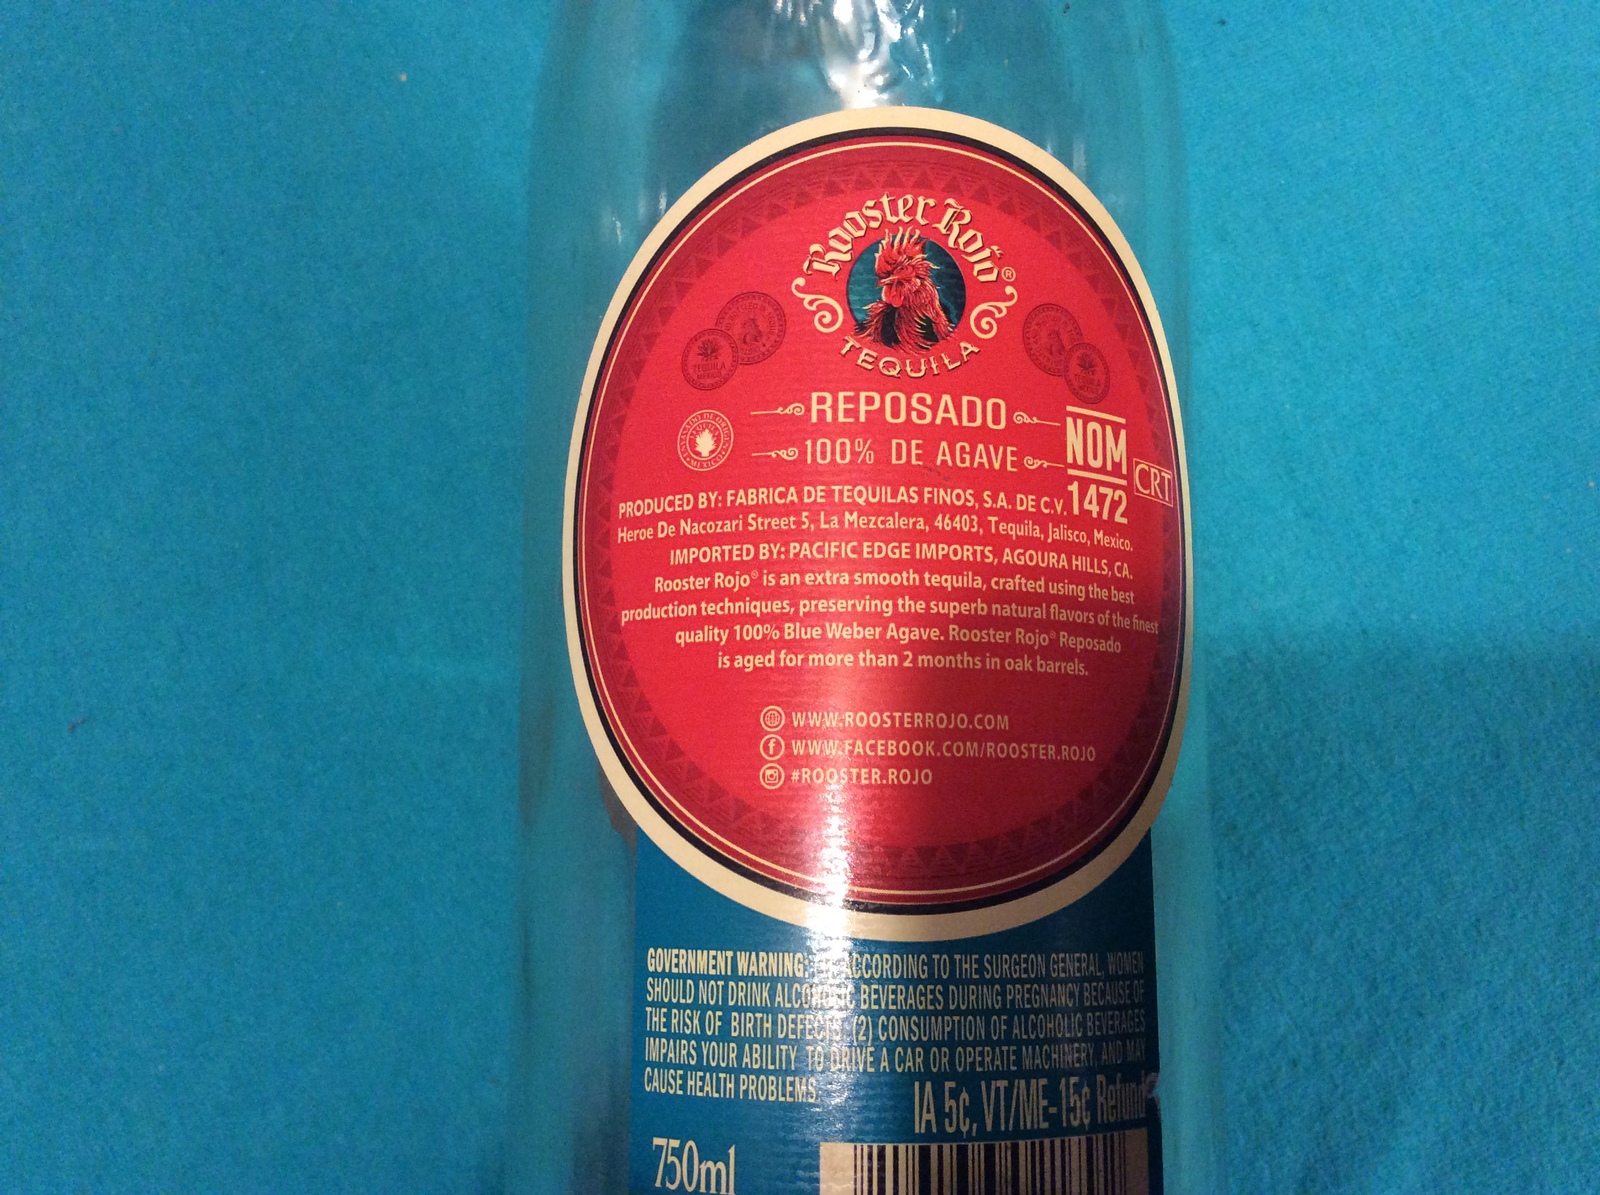 Rooster Rojo®
TEQUILA
REPOSADO
100% DE AGAVE
NOM
1472
CRT
PRODUCED BY: FABRICA DE TEQUILAS FINOS, S.A. DE C.V.
Heroe De Nacozari Street 5, La Mezcalera, 46403, Tequila, Jalisco, Mexico.
IMPORTED BY: PACIFIC EDGE IMPORTS, AGOURA HILLS, CA.
Rooster Rojo® is an extra smooth tequila, crafted using the best
production techniques, preserving the superb natural flavors of the finest
quality 100% Blue Weber Agave. Rooster Rojo® Reposado
is aged for more than 2 months in oak barrels.
WWW.ROOSTERROJO.COM
WWW.FACEBOOK.COM/ROOSTER.ROJO
#ROOSTER.ROJO
GOVERNMENT WARNING: ACCORDING TO THE SURGEON GENERAL, WOMEN
SHOULD NOT DRINK ALCOHOLIC BEVERAGES DURING PREGNANCY BECAUSE OF
THE RISK OF BIRTH DEFECTS. (2) CONSUMPTION OF ALCOHOLIC BEVERAGES
IMPAIRS YOUR ABILITY TO DRIVE A CAR OR OPERATE MACHINERY, AND MAY
CAUSE HEALTH PROBLEMS.
IA 5¢, VT/ME-15¢ Refund
750ml